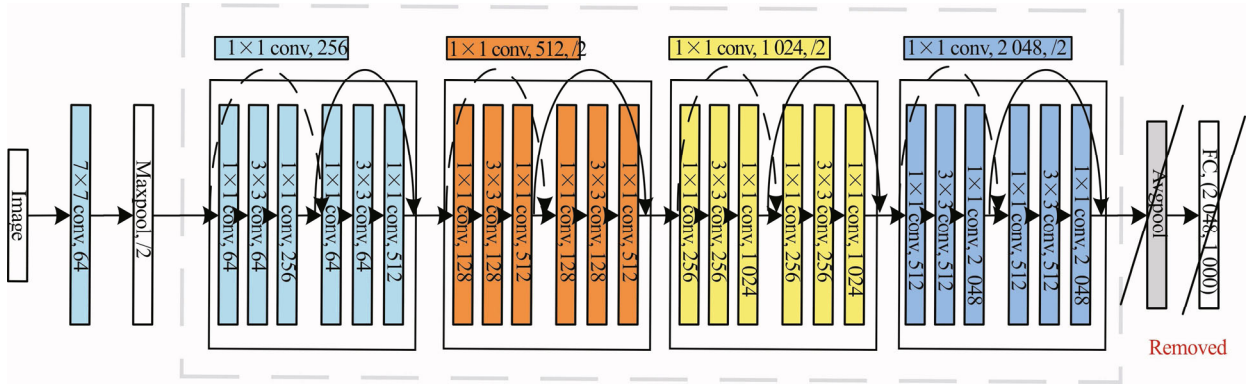 1×1 conv, 256
1×1 conv, 512, /2
1×1 conv, 1 024, /2
1×1 conv, 2 048, /2
Image
7×7 conv, 64
Maxpool, /2
1×1 conv, 64
3×3 conv, 64
1×1 conv, 256
1×1 conv, 64
3×3 conv, 64
1×1 conv, 512
1×1 conv, 128
3×3 conv, 128
1×1 conv, 512
1×1 conv, 128
3×3 conv, 128
1×1 conv, 512
1×1 conv, 256
3×3 conv, 256
1×1 conv, 1 024
1×1 conv, 256
3×3 conv, 256
1×1 conv, 1 024
1×1 conv, 512
3×3 conv, 512
1×1 conv, 2 048
1×1 conv, 512
3×3 conv, 512
1×1 conv, 2 048
Avgpool
FC, (2 048, 1 000)
Removed